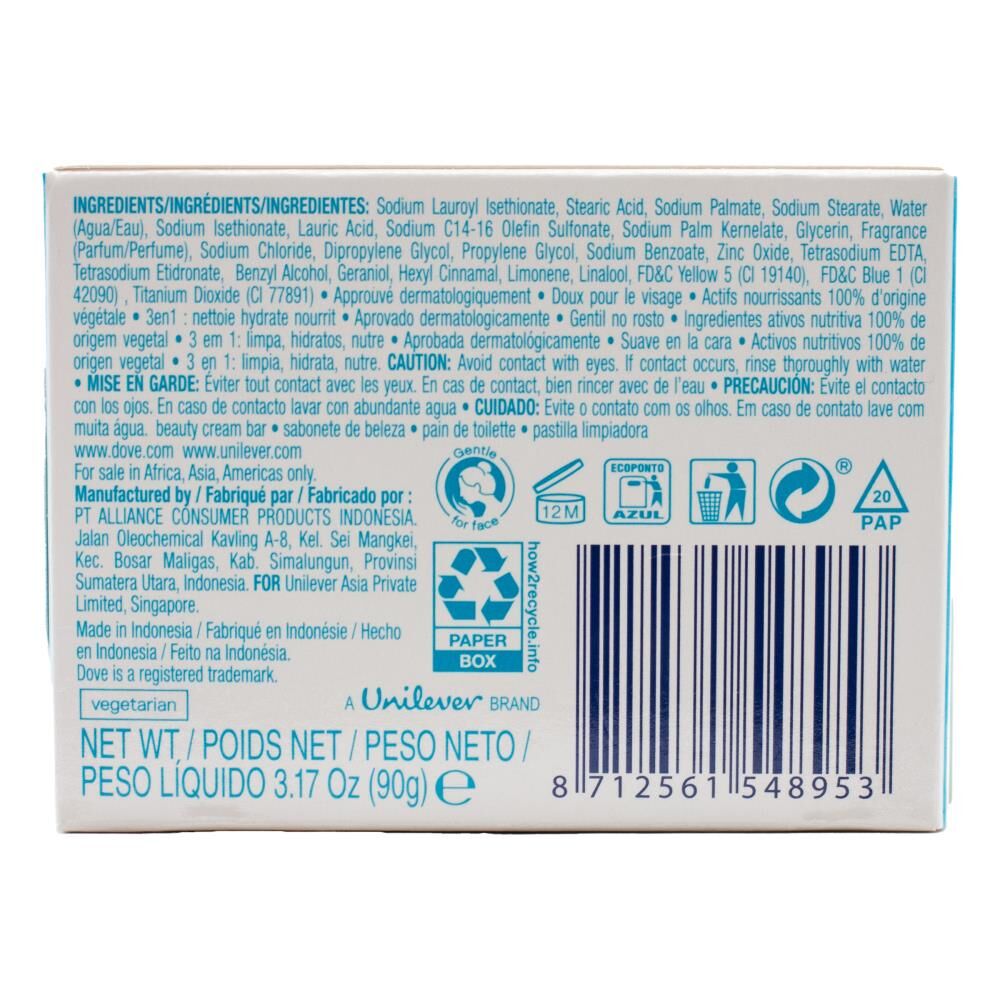 INGREDIENTS/INGRÉDIENTS/INGREDIENTES: Sodium Lauroyl Isethionate, Stearic Acid, Sodium Palmate, Sodium Stearate, Water
(Agua/Eau), Sodium Isethionate, Lauric Acid, Sodium C14-16 Olefin Sulfonate, Sodium Palm Kernelate, Glycerin, Fragrance
(Parfum/Perfume), Sodium Chloride, Dipropylene Glycol, Propylene Glycol, Sodium Benzoate, Zinc Oxide, Tetrasodium EDTA,
Tetrasodium Etidronate, Benzyl Alcohol, Geraniol, Hexyl Cinnamal, Limonene, Linalool, FD&C Yellow 5 (CI 19140), FD&C Blue 1 (CI
42090) , Titanium Dioxide (CI 77891) • Approuvé dermatologiquement • Doux pour le visage • Actifs nourrissants 100% d'origine
végétale • 3en1 : nettoie hydrate nourrit • Aprovado dermatologicamente • Gentil no rosto • Ingredientes ativos nutritiva 100% de
origem vegetal • 3 em 1: limpa, hidratos, nutre • Aprobada dermatológicamente • Suave en la cara • Activos nutritivos 100% de
origen vegetal • 3 en 1: limpia, hidrata, nutre. CAUTION: Avoid contact with eyes. If contact occurs, rinse thoroughly with water
• MISE EN GARDE: Éviter tout contact avec les yeux. En cas de contact, bien rincer avec de l'eau • PRECAUCIÓN: Evite el contacto
con los ojos. En caso de contacto lavar con abundante agua • CUIDADO: Evite o contato com os olhos. Em caso de contato lave com
muita água. beauty cream bar • sabonete de beleza • pain de toilette • pastilla limpiadora
www.dove.com www.unilever.com
For sale in Africa, Asia, Americas only.
Manufactured by / Fabriqué par / Fabricado por :
PT ALLIANCE CONSUMER PRODUCTS INDONESIA.
Jalan Oleochemical Kavling A-8, Kel. Sei Mangkei,
Kec. Bosar Maligas, Kab. Simalungun, Provinsi
Sumatera Utara, Indonesia. FOR Unilever Asia Private
Limited, Singapore.
Made in Indonesia / Fabriqué en Indonésie / Hecho
en Indonesia / Feito na Indonésia.
Dove is a registered trademark.
vegetarian
Gentle
for face
12M
ECOPONTO
AZUL
®
20
PAP
how2recycle.info
PAPER
BOX
A Unilever BRAND
NET WT / POIDS NET / PESO NETO /
PESO LÍQUIDO 3.17 Oz (90g) e
8 712561 548953